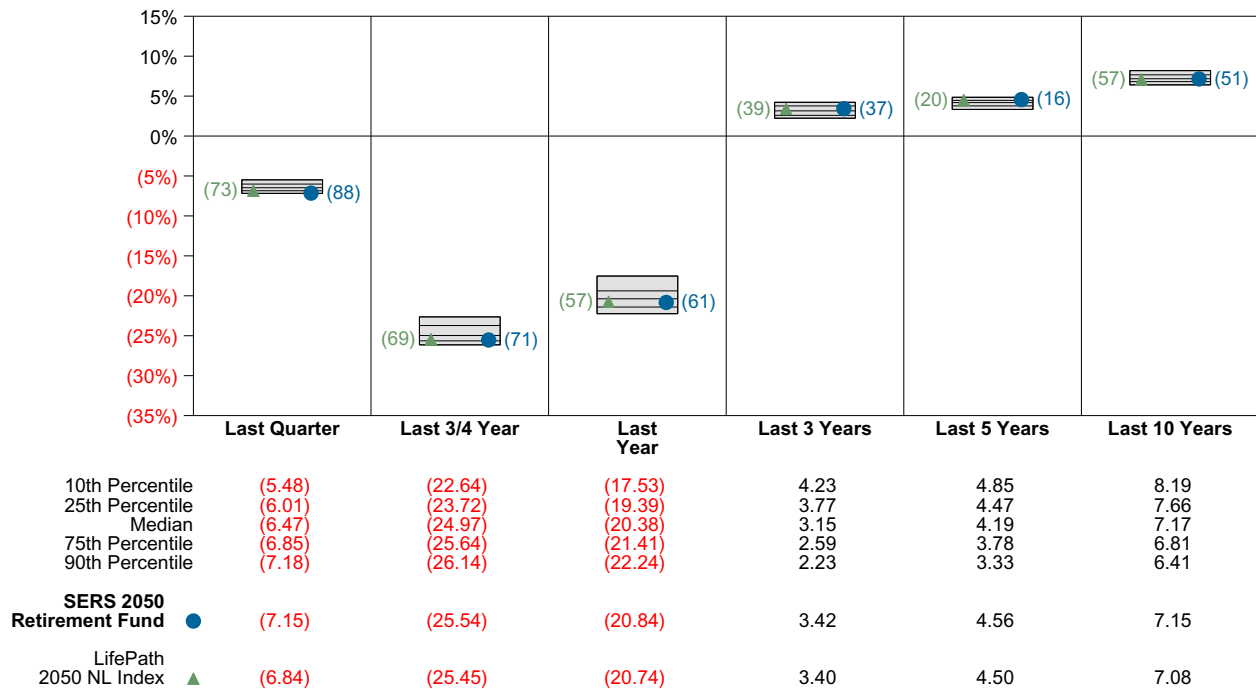 15%
10%
5%
0%
(5%)
(10%)
(15%)
(20%)
(25%)
(30%)
(35%)
(73) (88)
(69) (71)
(57) (61)
(39) (37)
(20) (16)
(57) (51)
Last Quarter Last 3/4 Year Last Year Last 3 Years Last 5 Years Last 10 Years
10th Percentile (5.48) (22.64) (17.53) 4.23 4.85 8.19
25th Percentile (6.01) (23.72) (19.39) 3.77 4.47 7.66
Median (6.47) (24.97) (20.38) 3.15 4.19 7.17
75th Percentile (6.85) (25.64) (21.41) 2.59 3.78 6.81
90th Percentile (7.18) (26.14) (22.24) 2.23 3.33 6.41
SERS 2050
Retirement Fund (7.15) (25.54) (20.84) 3.42 4.56 7.15
LifePath
2050 NL Index (6.84) (25.45) (20.74) 3.40 4.50 7.08